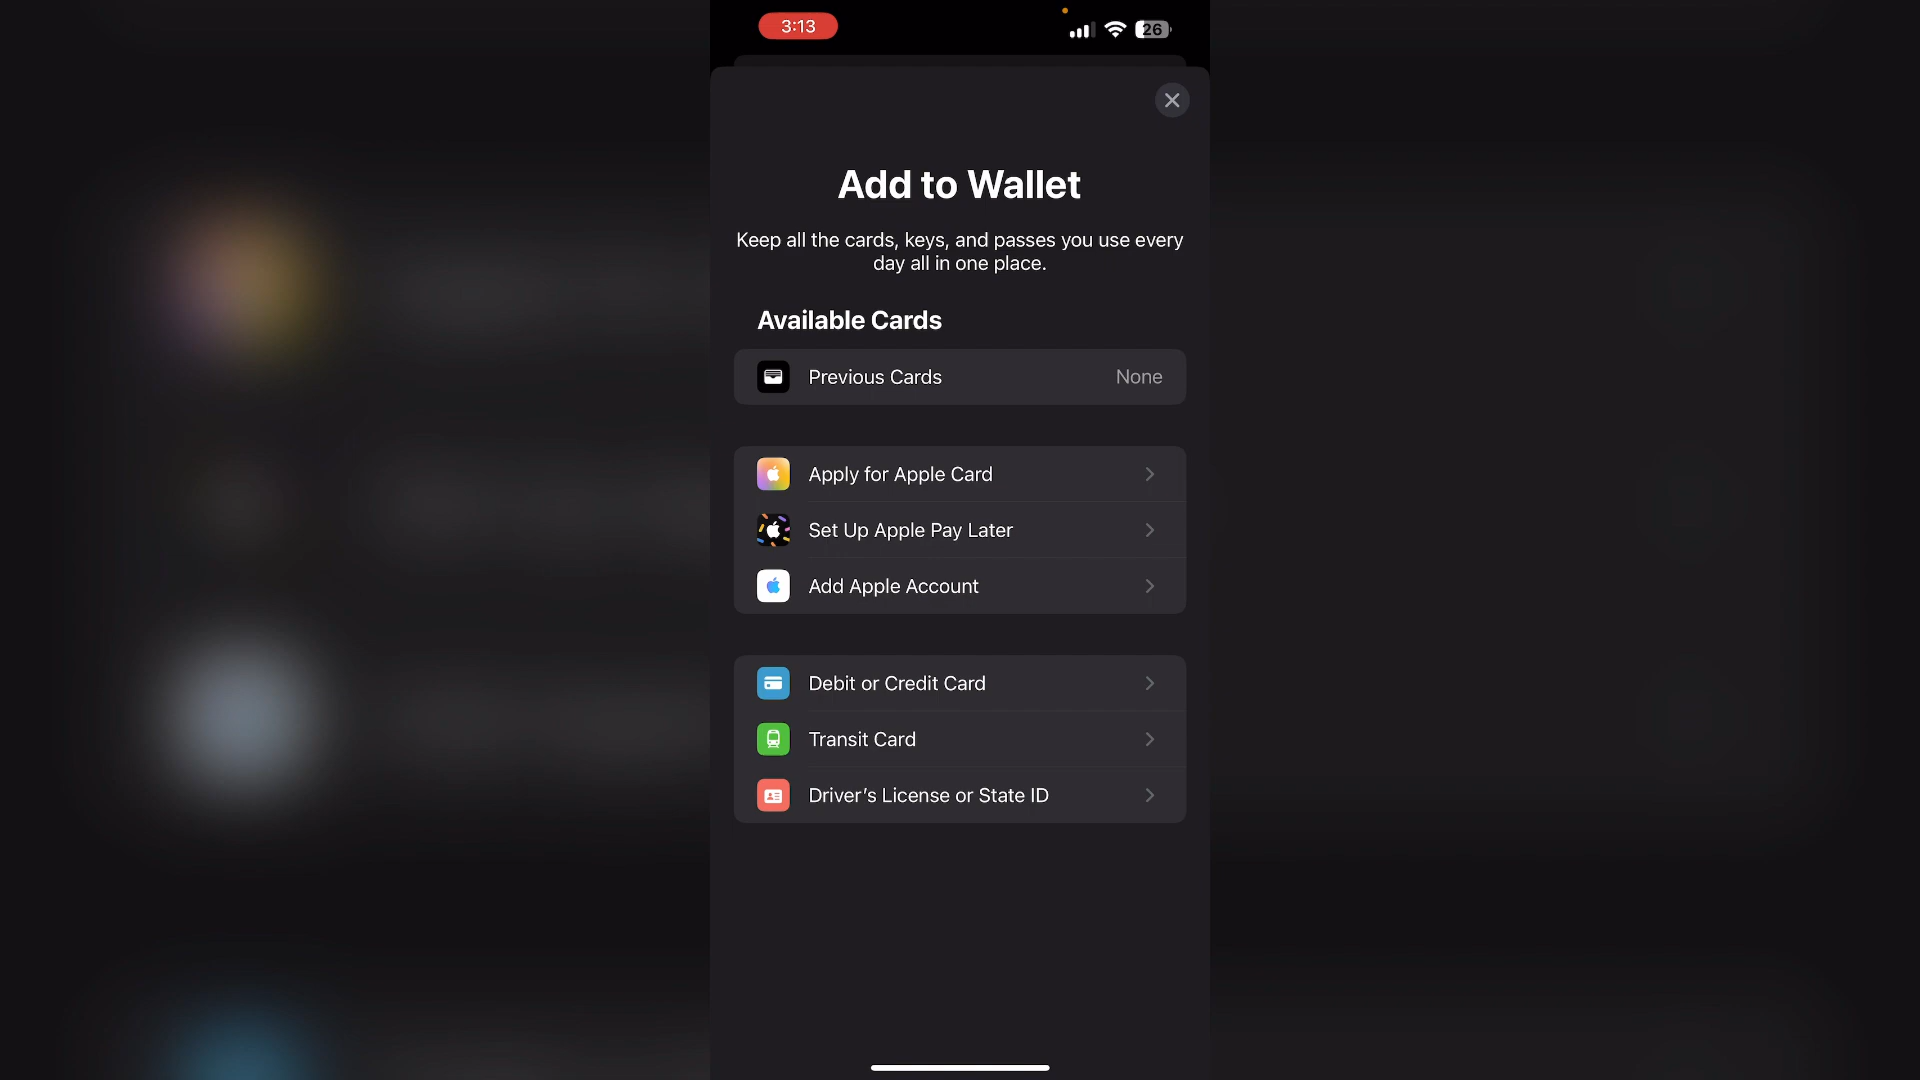 3:13
26
Add to Wallet
Keep all the cards, keys, and passes you use every
day all in one place.
Available Cards
Previous Cards None
Apply for Apple Card
Set Up Apple Pay Later
Add Apple Account
Debit or Credit Card
Transit Card
Driver’s License or State ID